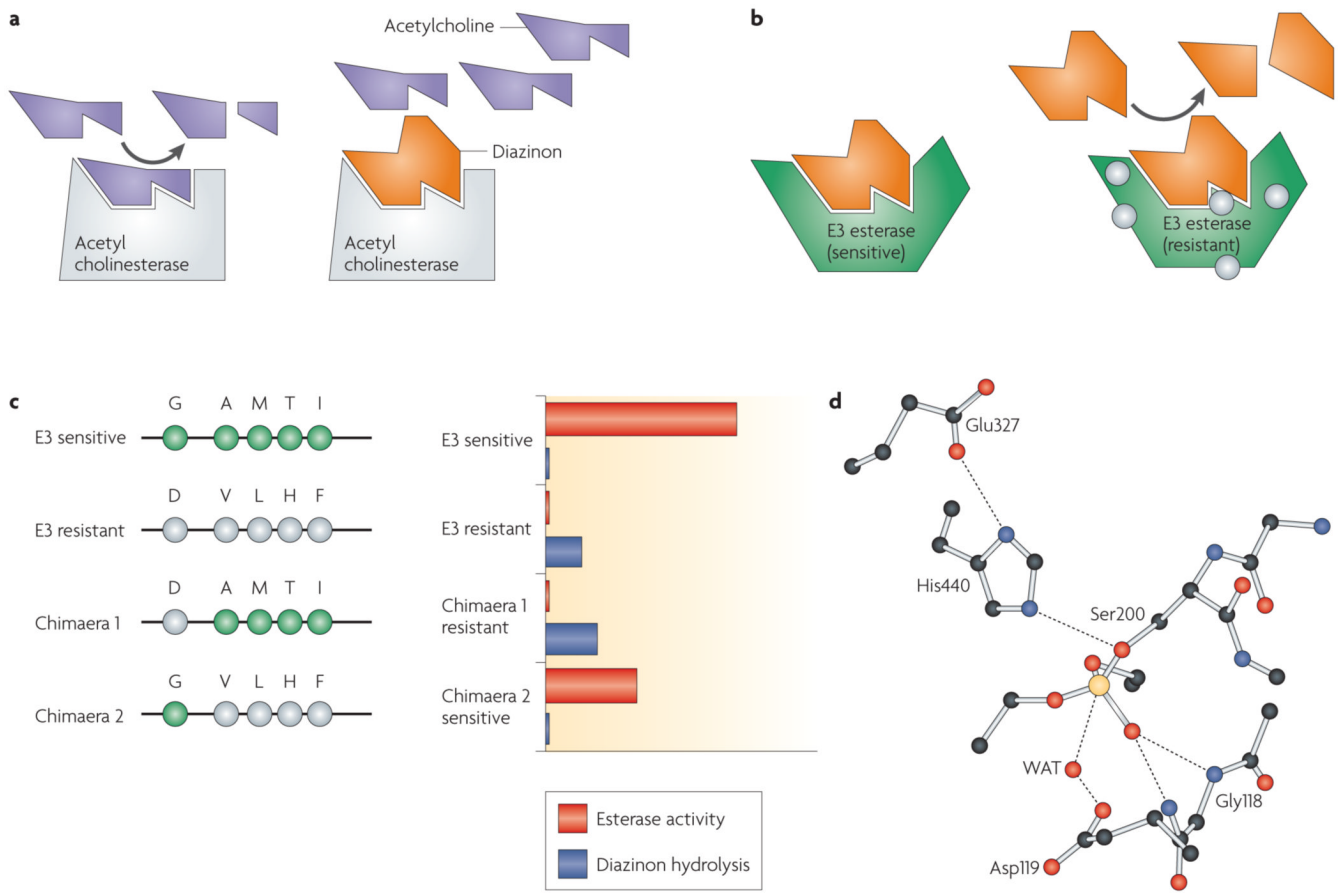 a
Acetylcholine
Diazinon
Acetyl
cholinesterase
Acetyl
cholinesterase
b
E3 esterase
(sensitive)
E3 esterase
(resistant)
c
G A M T I
E3 sensitive
D V L H F
E3 resistant
D A M T I
Chimaera 1
G V L H F
Chimaera 2
E3 sensitive
E3 resistant
Chimaera 1
resistant
Chimaera 2
sensitive
Esterase activity
Diazinon hydrolysis
d
Glu327
His440
Ser200
WAT
Gly118
Asp119